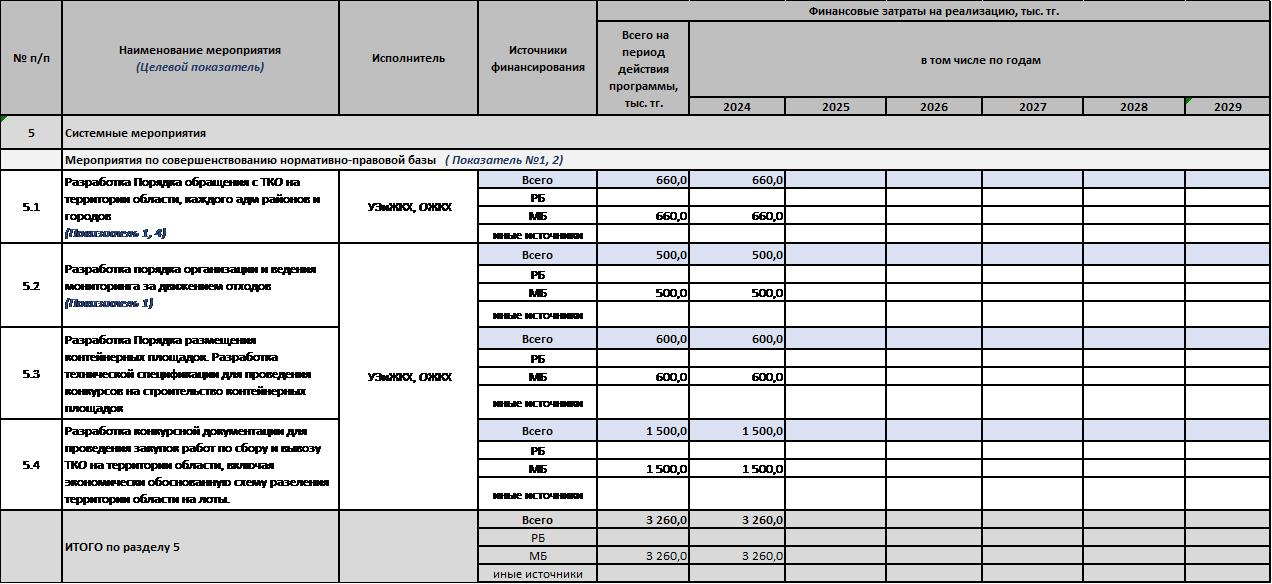 Финансовые затраты на реализацию, тыс. тг.
№ п/п
Наименование мероприятия
(Целевой показатель)
Исполнитель
Источники
финансирования
Всего на
период
действия
программы,
тыс. тг.
в том числе по годам
2024 2025 2026 2027 2028 2029
5 Системные мероприятия
Мероприятия по совершенствованию нормативно-правовой базы ( Показатель №1, 2)
5.1
Разработка Порядка обращения с ТКО на
территории области, каждого адм районов и
городов
(Показатель 1, 4)
УЭиЖКХ, ОЖКХ
Всего 660,0 660,0
РБ
МБ 660,0 660,0
иные источники
5.2
Разработка порядка организации и ведения
мониторинга за движением отходов
(Показатель 1)
Всего 500,0 500,0
РБ
МБ 500,0 500,0
иные источники
5.3
Разработка Порядка размещения
контейнерных площадок. Разработка
технической спецификации для проведения
конкурсов на строительство контейнерных
площадок
УЭиЖКХ, ОЖКХ
Всего 600,0 600,0
РБ
МБ 600,0 600,0
иные источники
5.4
Разработка конкурсной документации для
проведения закупок работ по сбору и вывозу
ТКО на территории области, включая
экономически обоснованную схему разеления
территории области на лоты.
Всего 1 500,0 1 500,0
РБ
МБ 1 500,0 1 500,0
иные источники
ИТОГО по разделу 5
Всего 3 260,0 3 260,0
РБ
МБ 3 260,0 3 260,0
иные источники